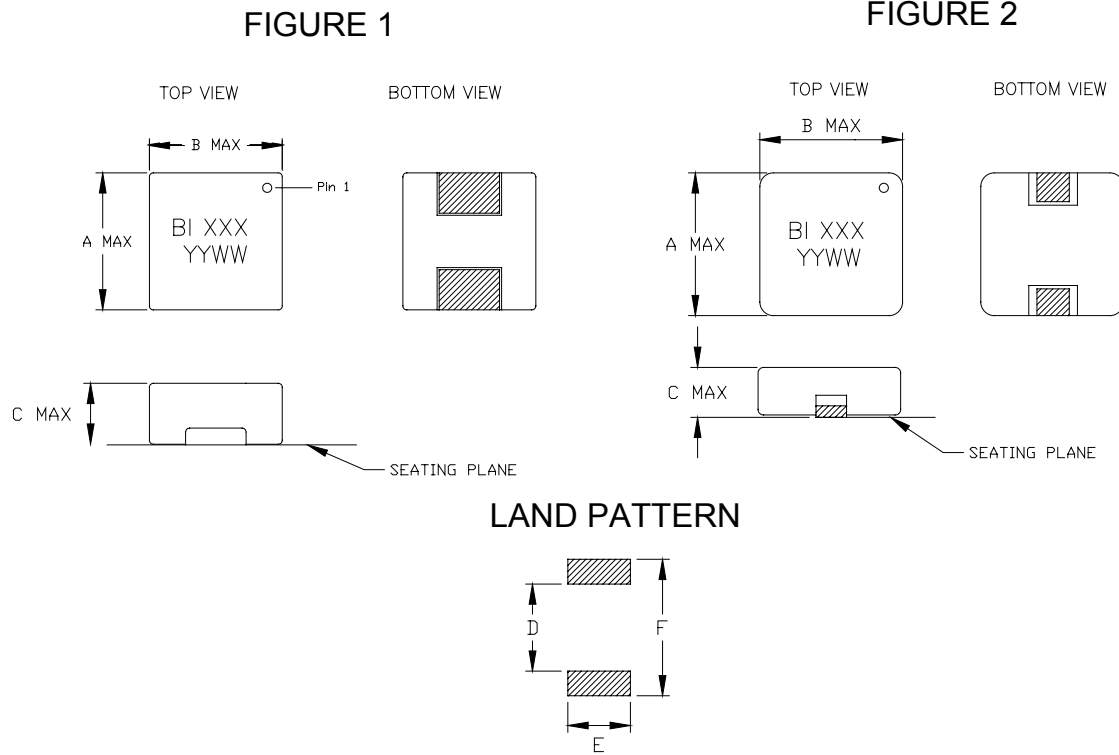 FIGURE 1
TOP VIEW
BOTTOM VIEW
B MAX
A MAX
Pin 1
BI XXX
YYWW
C MAX
SEATING PLANE
FIGURE 2
TOP VIEW
BOTTOM VIEW
B MAX
A MAX
BI XXX
YYWW
C MAX
SEATING PLANE
LAND PATTERN
D
F
E